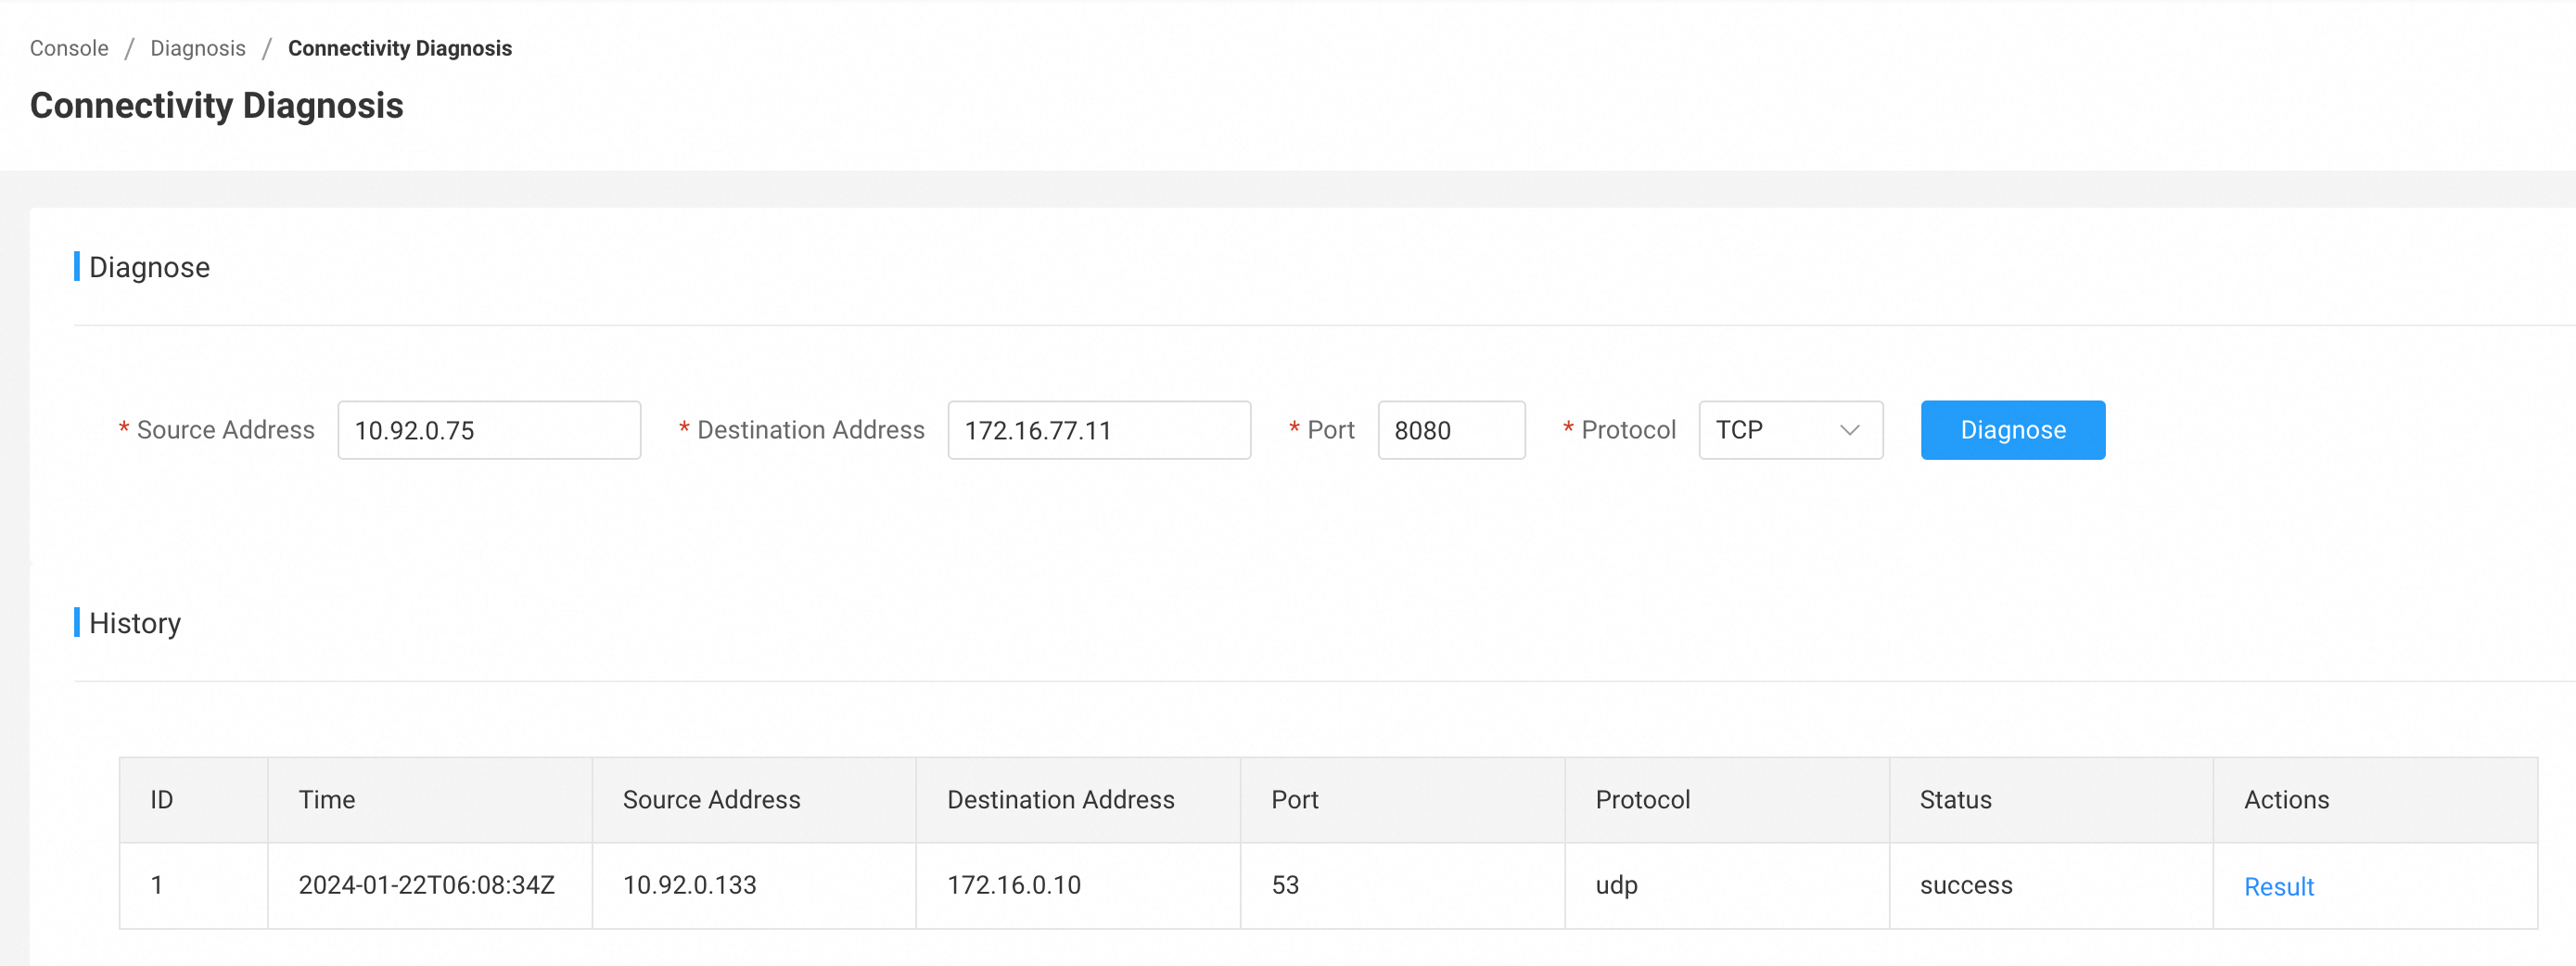 Console / Diagnosis / Connectivity Diagnosis
Connectivity Diagnosis
Diagnose
* Source Address 10.92.0.75 * Destination Address 172.16.77.11 * Port 8080 * Protocol TCP Diagnose
History
ID Time Source Address Destination Address Port Protocol Status Actions
1 2024-01-22T06:08:34Z 10.92.0.133 172.16.0.10 53 udp success Result